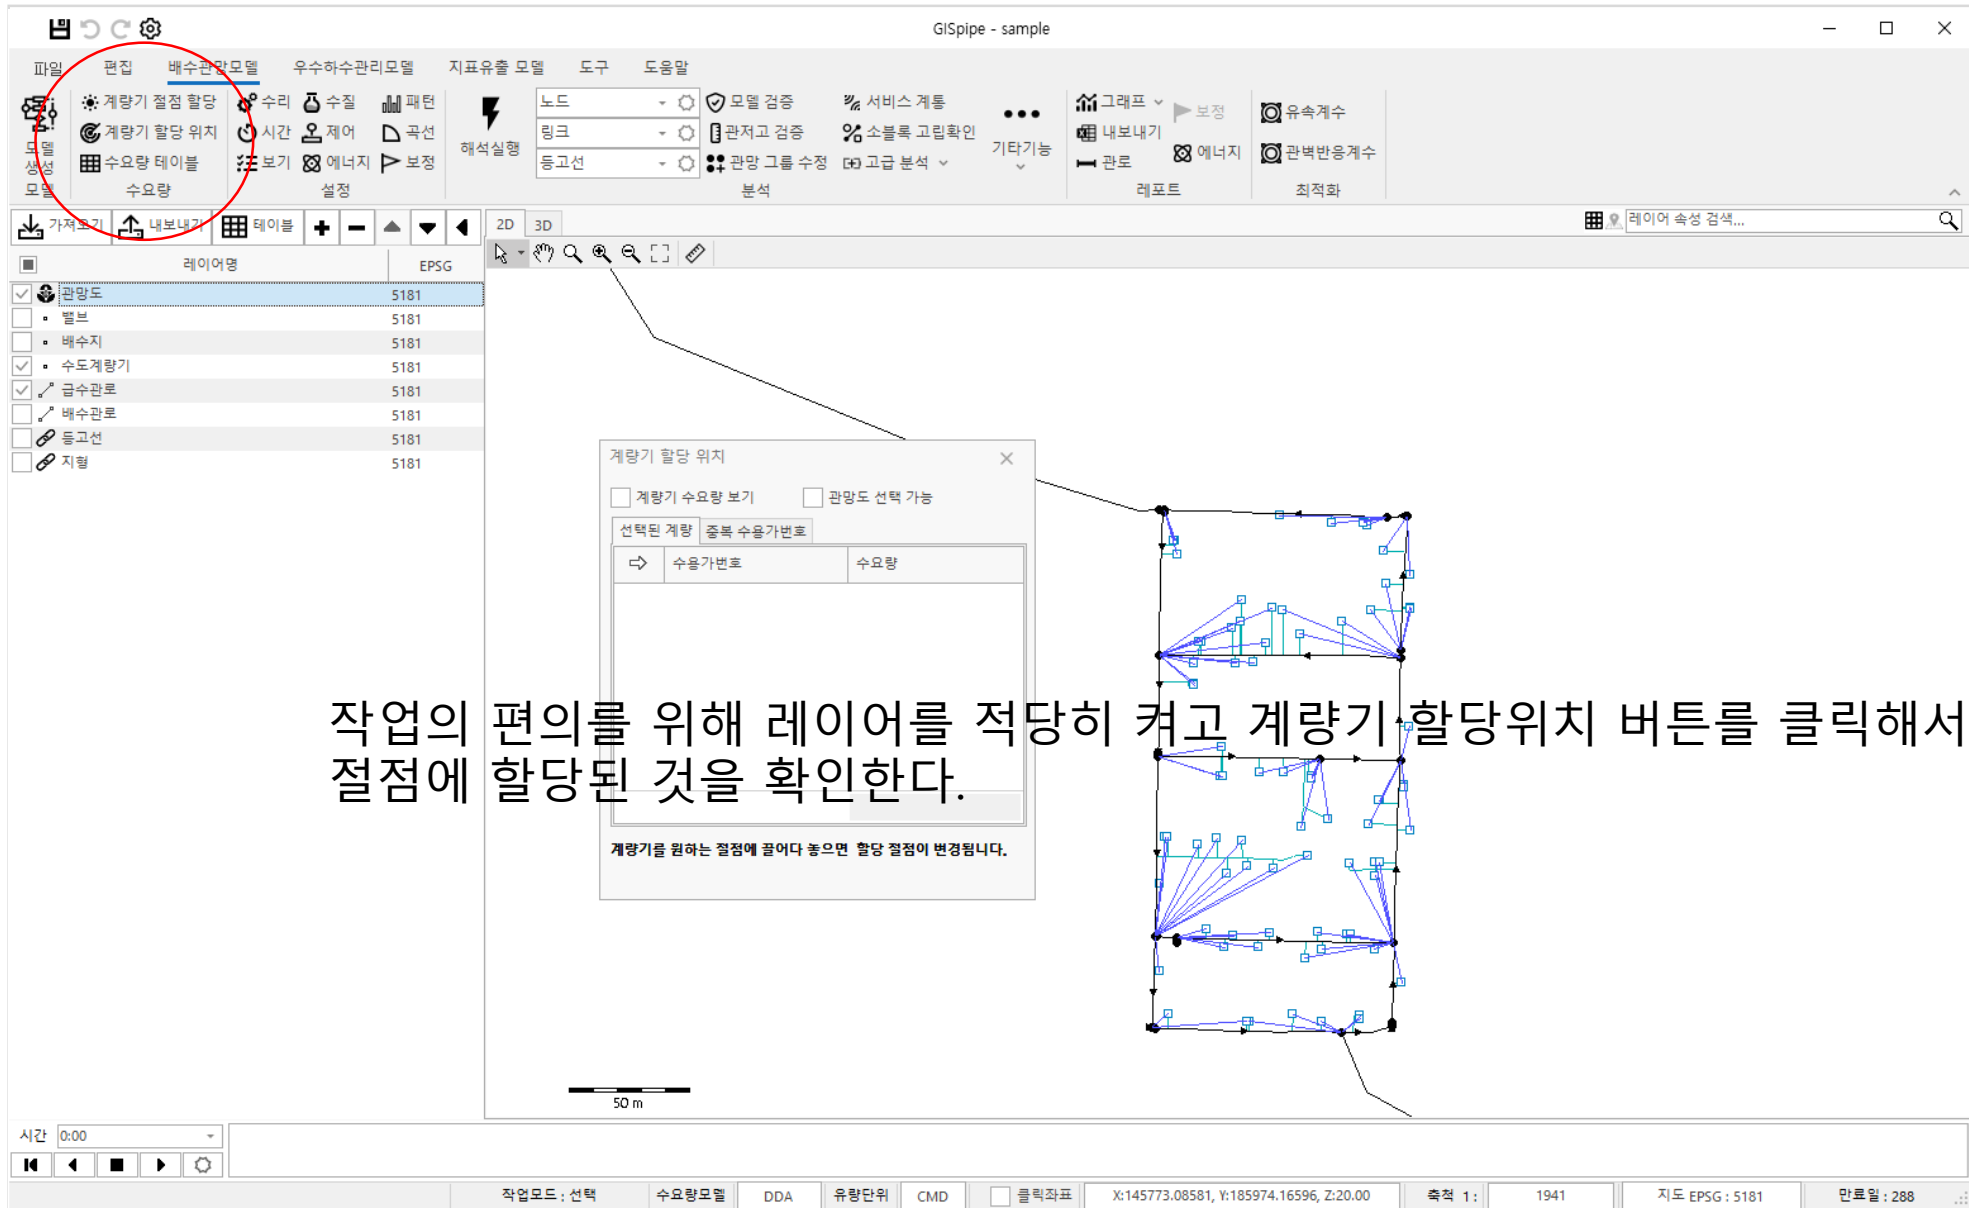 GISpipe - sample
파일 편집 배수관망모델 우수하수관리모델 지표유출 모델 도구 도움말
계량기 절점 할당 수리 수질 패턴 노드 모델 검증 서비스 계통 그래프 보정 유속계수
계량기 할당 위치 시간 제어 곡선 링크 관저고 검증 소블록 고립확인 내보내기
모델 생성 수요량 테이블 보기 에너지 보정 해석실행 등고선 관망 그룹 수정 고급 분석 기타기능 관로 에너지 관벽반응계수
모델 수요량 설정 분석 레포트 최적화
가져오기 내보내기 테이블 2D 3D 레이어 속성 검색...
레이어명 EPSG
관망도 5181
밸브 5181
배수지 5181
수도계량기 5181
급수관로 5181
배수관로 5181
등고선 5181
지형 5181
계량기 할당 위치
계량기 수요량 보기 관망도 선택 가능
선택된 계량 중복 수용가번호
수용가번호 수요량
작업의 편의를 위해 레이어를 적당히 켜고 계량기 할당위치 버튼를 클릭해서
절점에 할당된 것을 확인한다.
계량기를 원하는 절점에 끌어다 놓으면 할당 절점이 변경됩니다.
50 m
시간 0:00
작업모드 : 선택 수요량모델 DDA 유량단위 CMD 클릭좌표 X:145773.08581, Y:185974.16596, Z:20.00 축척 1 : 1941 지도 EPSG : 5181 만료일 : 288